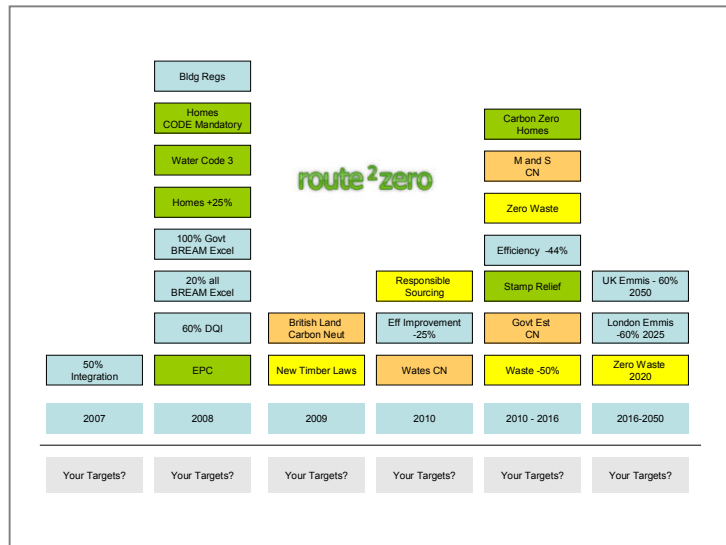 Bldg Regs
Homes
CODE Mandatory
Water Code 3
Homes +25%
100% Govt
BREAM Excel
20% all
BREAM Excel
60% DQI
EPC
50%
Integration
route2zero
British Land
Carbon Neut
New Timber Laws
Responsible
Sourcing
Eff Improvement
-25%
Wates CN
Carbon Zero
Homes
M and S
CN
Zero Waste
Efficiency -44%
Stamp Relief
Govt Est
CN
Waste -50%
UK Emmis - 60%
2050
London Emmis
-60% 2025
Zero Waste
2020
2007
2008
2009
2010
2010 - 2016
2016-2050
Your Targets?
Your Targets?
Your Targets?
Your Targets?
Your Targets?
Your Targets?